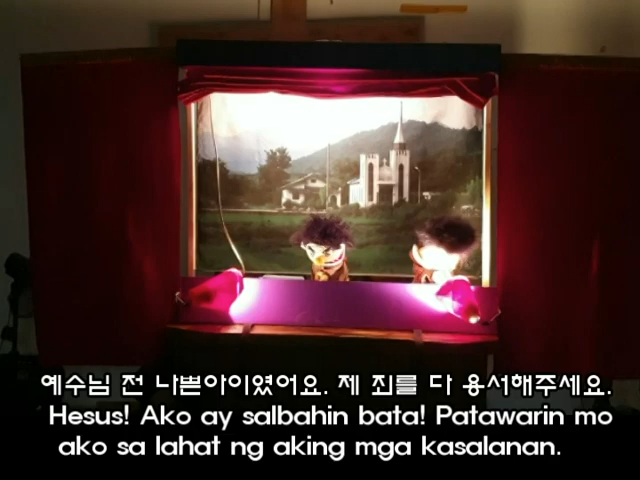 예수님 전 나쁜아이였어요. 제 죄를 다 용서해주세요.
Hesus! Ako ay salbahin bata! Patawarin mo
ako sa lahat ng aking mga kasalanan.